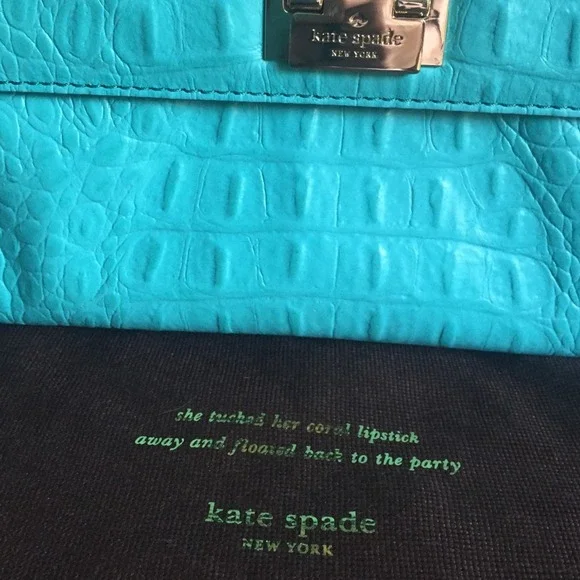 kate spade
NEW YORK
she tucked her coral lipstick
away and floated back to the party
kate spade
NEW YORK